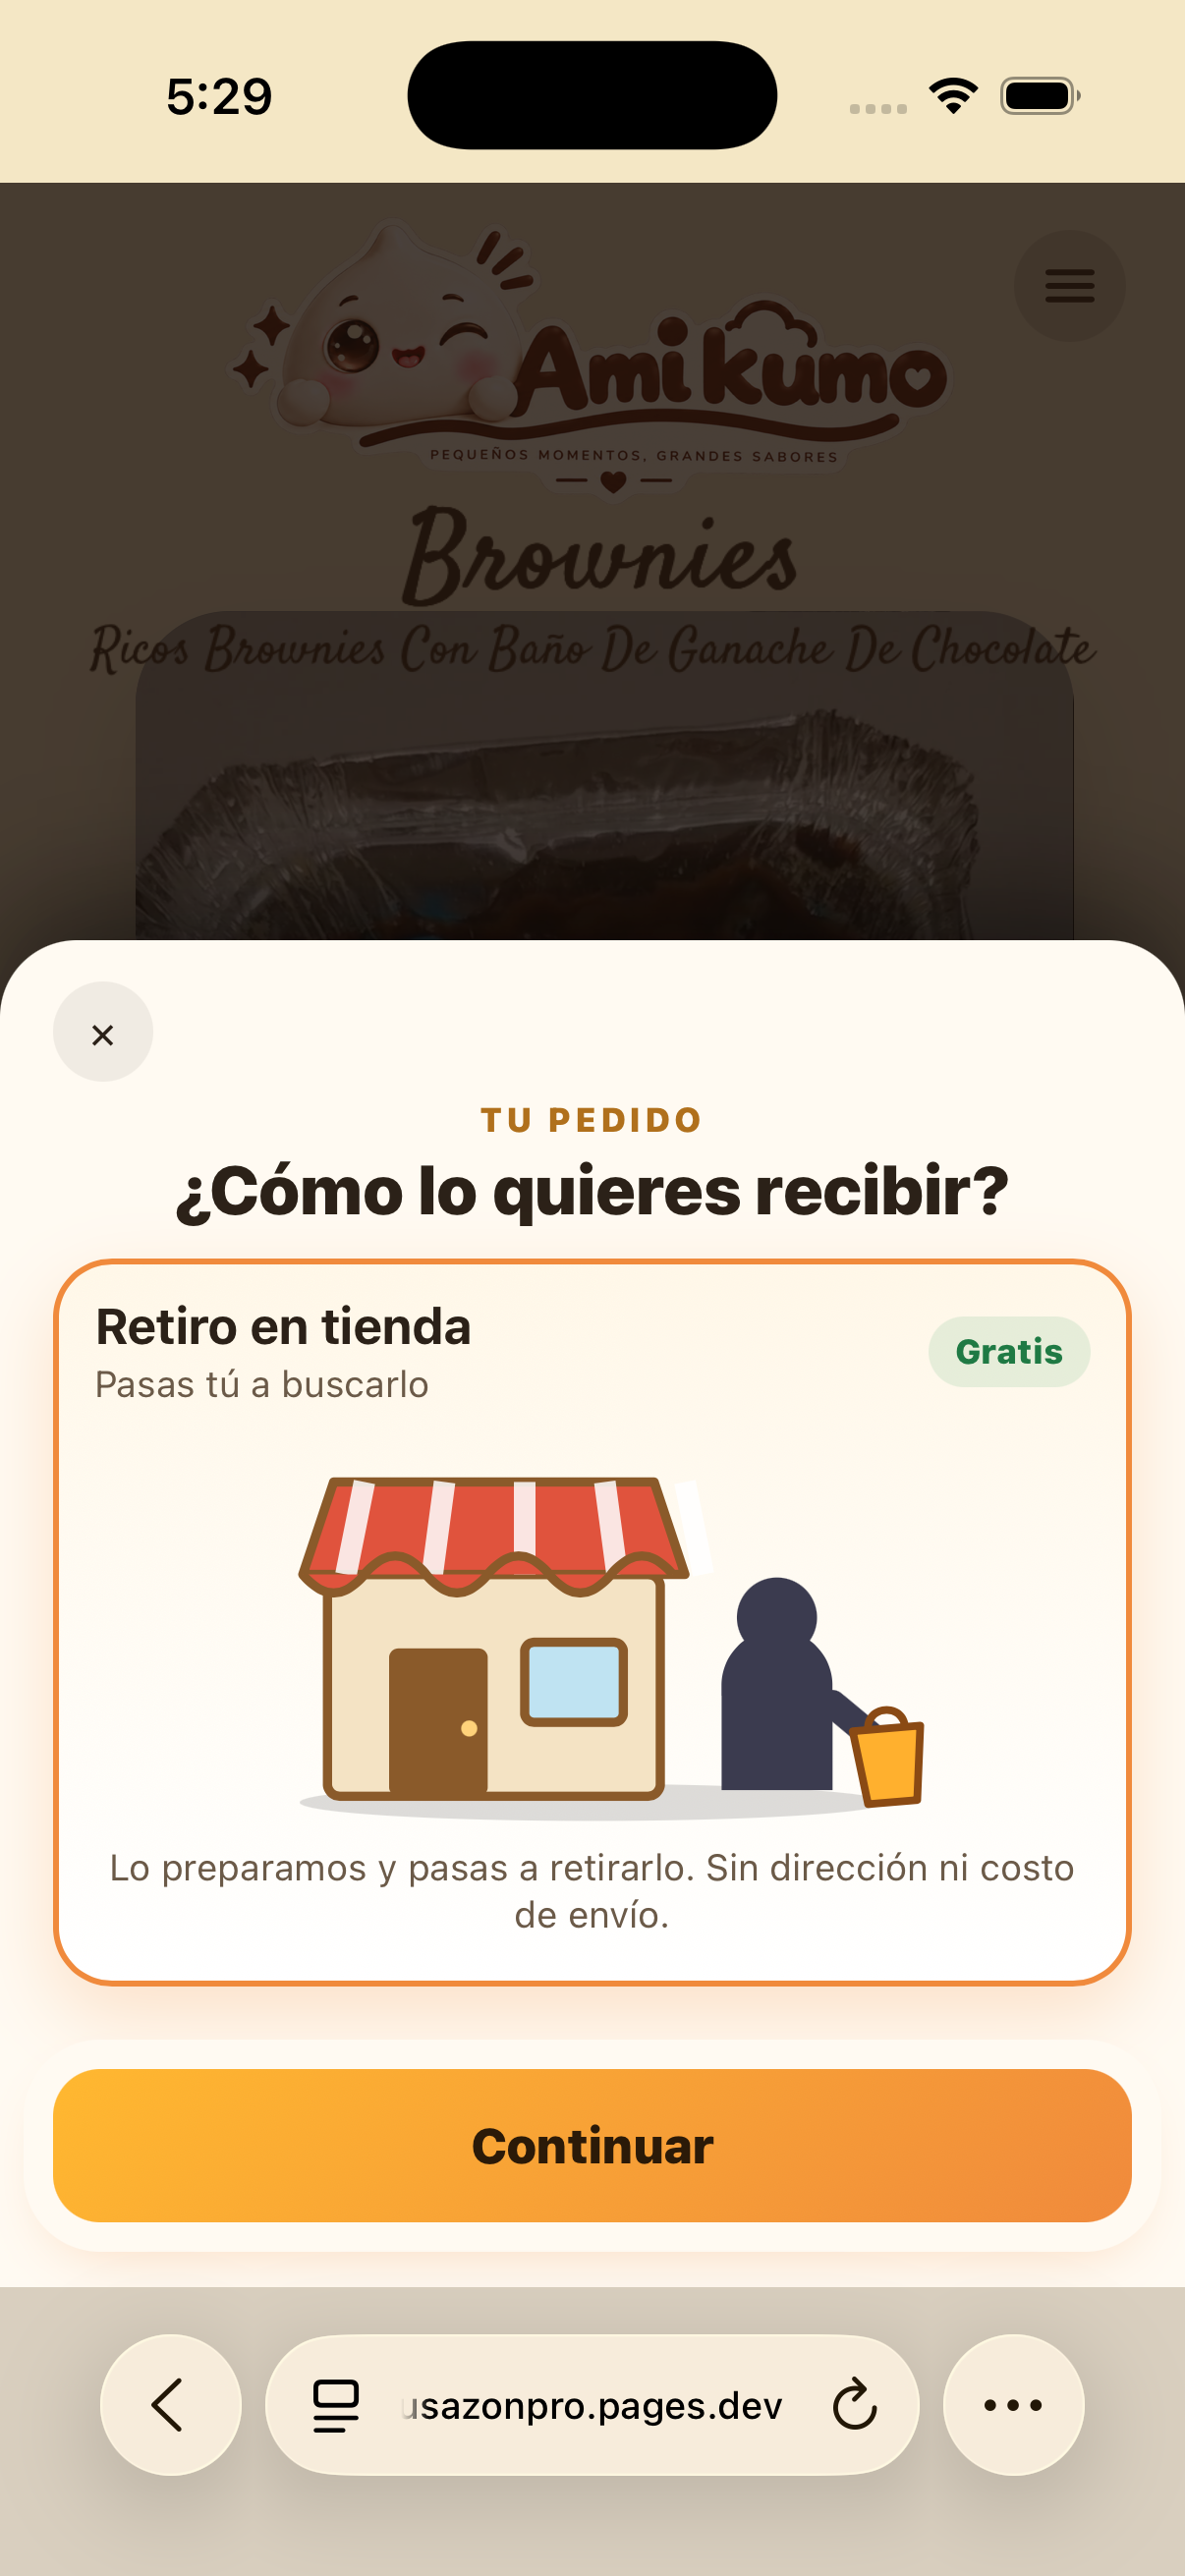 5:29
Ami kumo
PEQUEÑOS MOMENTOS, GRANDES SABORES
Brownies
Ricos Brownies Con Baño De Ganache De Chocolate
×
TU PEDIDO
¿Cómo lo quieres recibir?
Retiro en tienda
Gratis
Pasas tú a buscarlo
Lo preparamos y pasas a retirarlo. Sin dirección ni costo
de envío.
Continuar
usazonpro.pages.dev